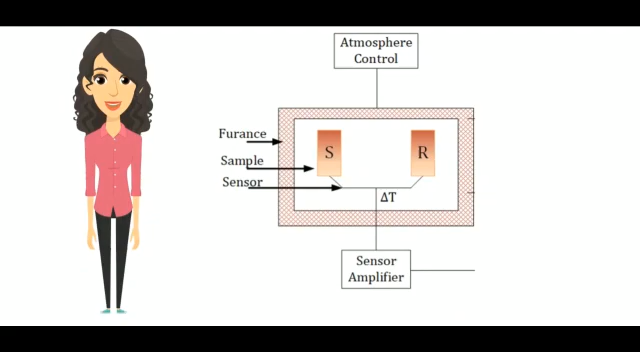 Atmosphere
Control
Furance
Sample
Sensor
S
R
ΔT
Sensor
Amplifier